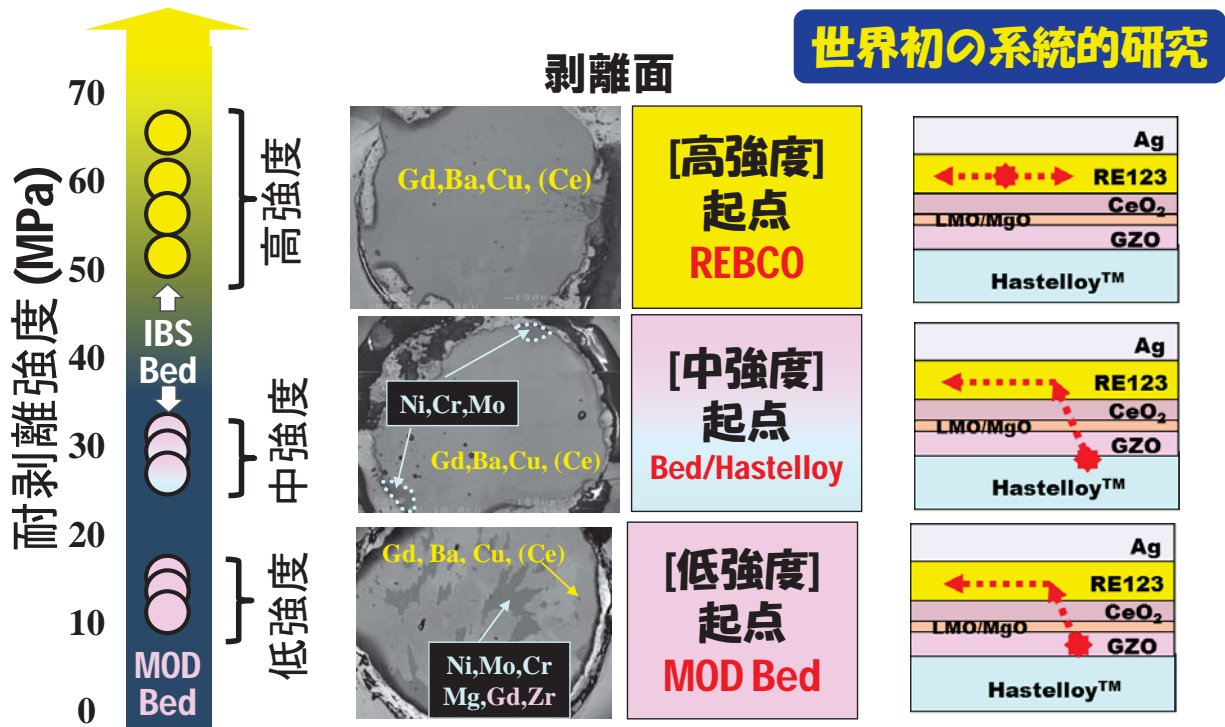 世界初の系統的研究
剥離面
耐剥離強度 (MPa)
70
60
50
40
30
20
10
0
IBS
Bed
MOD
Bed
高強度
中強度
低強度
Gd,Ba,Cu, (Ce)
[高強度]
起点
REBCO
Ag
RE123
CeO₂
LMO/MgO
GZO
Hastelloy™
Ni,Cr,Mo
Gd,Ba,Cu, (Ce)
[中強度]
起点
Bed/Hastelloy
Ag
RE123
CeO₂
LMO/MgO
GZO
Hastelloy™
Gd, Ba, Cu, (Ce)
Ni,Mo,Cr
Mg,Gd,Zr
[低強度]
起点
MOD Bed
Ag
RE123
CeO₂
LMO/MgO
GZO
Hastelloy™